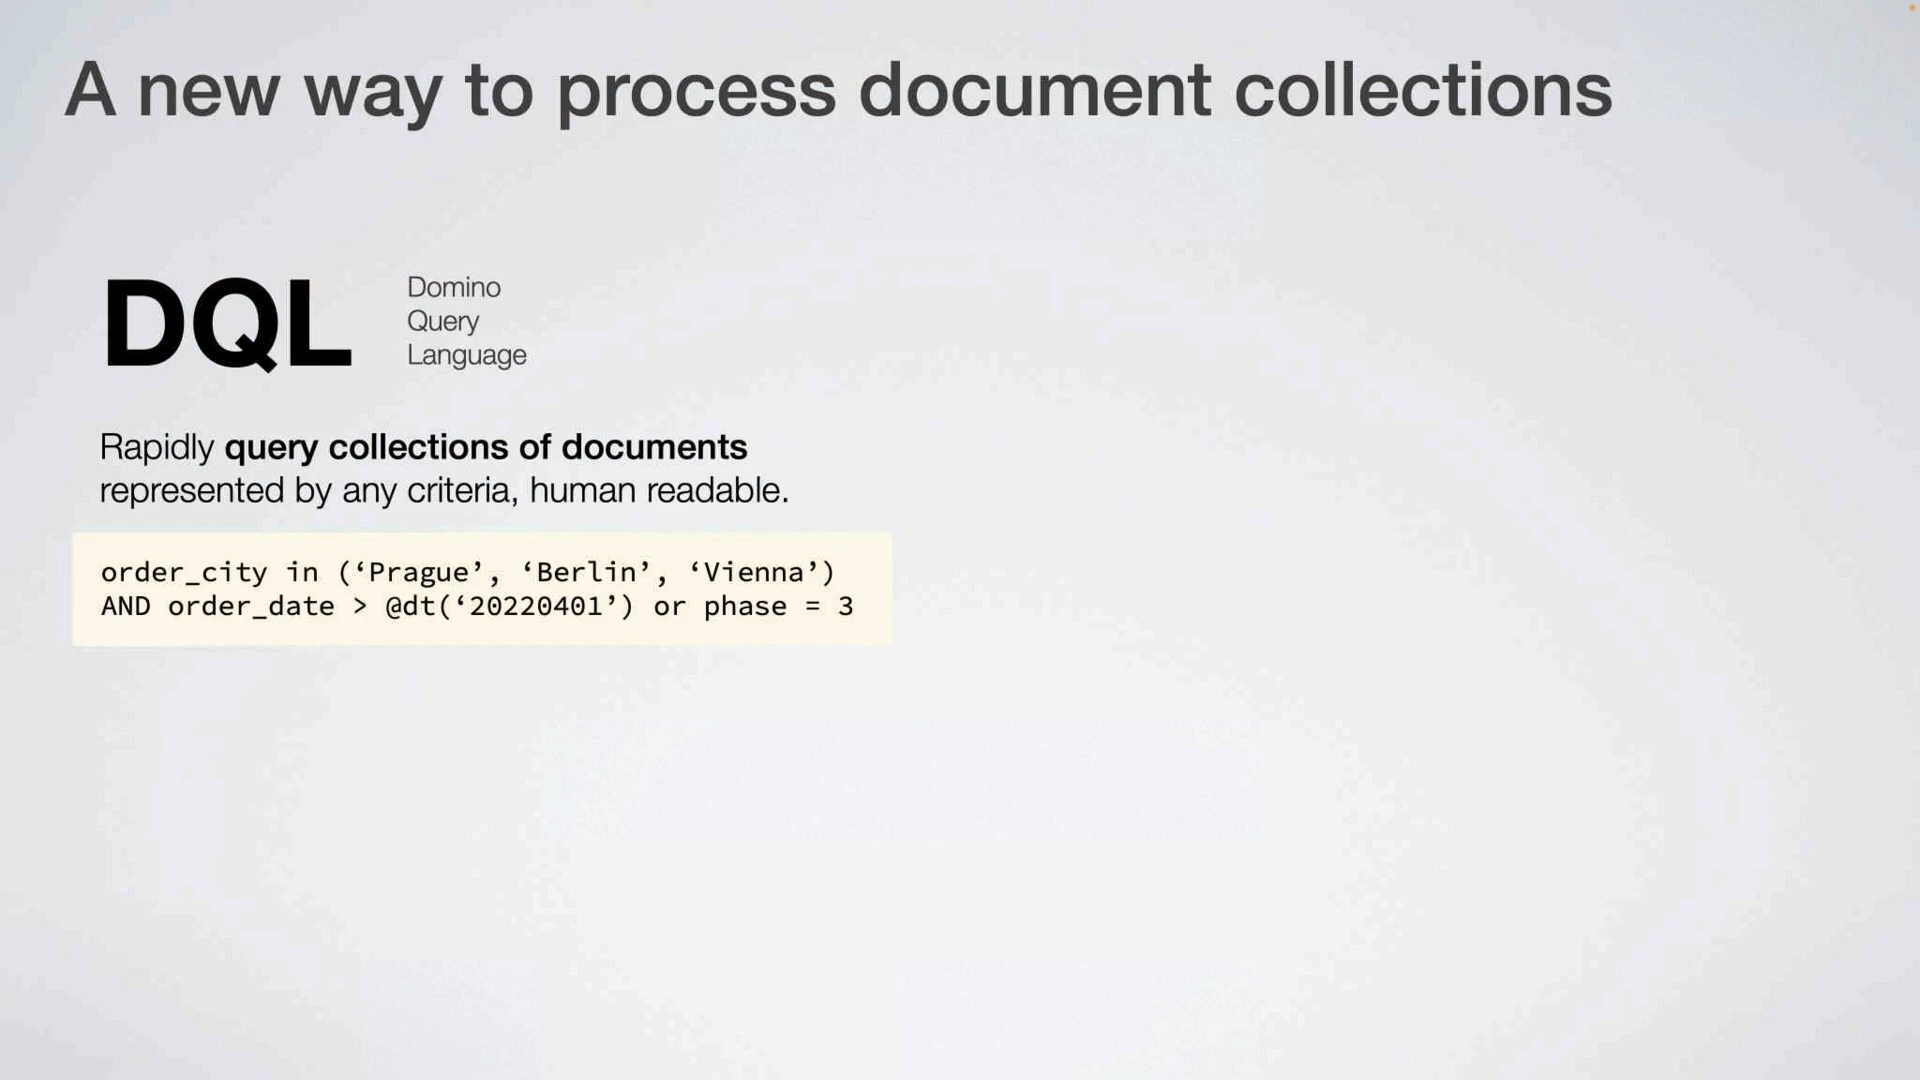 A new way to process document collections
DQL
Domino
Query
Language
Rapidly query collections of documents
represented by any criteria, human readable.
order_city in (‘Prague’, ‘Berlin’, ‘Vienna’)
AND order_date > @dt(‘20220401’) or phase = 3